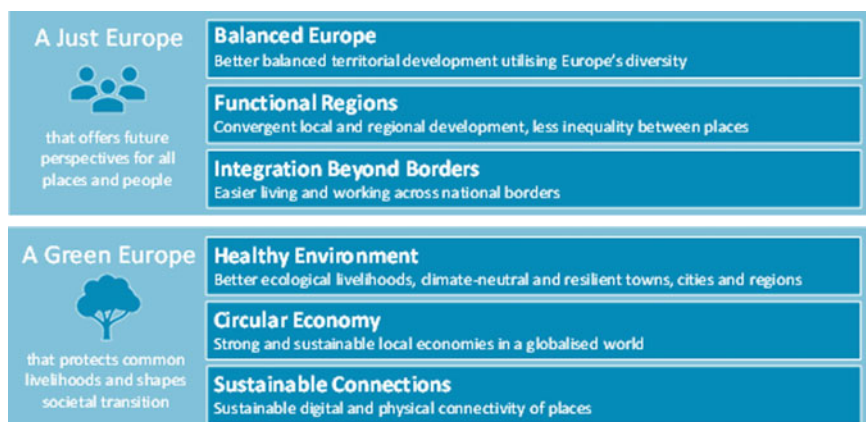 A Just Europe
that offers future
perspectives for all
places and people
Balanced Europe
Better balanced territorial development utilising Europe's diversity
Functional Regions
Convergent local and regional development, less inequality between places
Integration Beyond Borders
Easier living and working across national borders
A Green Europe
that protects common
livelihoods and shapes
societal transition
Healthy Environment
Better ecological livelihoods, climate-neutral and resilient towns, cities and regions
Circular Economy
Strong and sustainable local economies in a globalised world
Sustainable Connections
Sustainable digital and physical connectivity of places